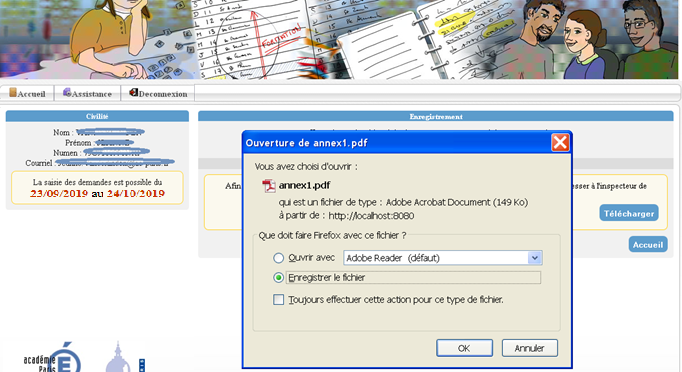 FORMATION
Accueil
Assistance
Deconnexion
Civilité
Nom :
Prénom :
Numen :
Courriel :
La saisie des demandes est possible du
23/09/2019 au 24/10/2019
Enregistrement
Afin
esser à l'inspecteur de
Télécharger
Accueil
Ouverture de annex1.pdf
Vous avez choisi d'ouvrir :
annex1.pdf
qui est un fichier de type : Adobe Acrobat Document (149 Ko)
à partir de : http://localhost:8080
Que doit faire Firefox avec ce fichier ?
Ouvrir avec Adobe Reader (défaut)
Enregistrer le fichier
Toujours effectuer cette action pour ce type de fichier.
OK Annuler
académie
Paris